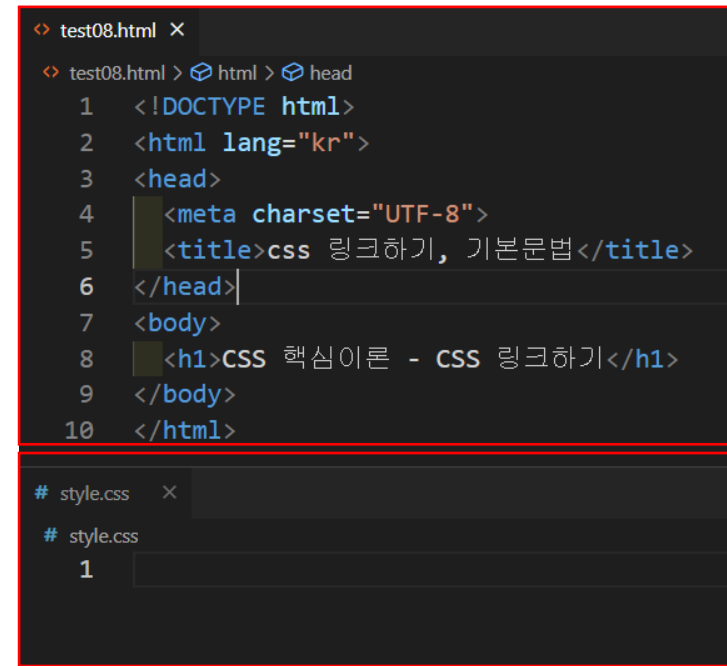 <> test08.html ×
<> test08.html > html > head
1 <!DOCTYPE html>
2 <html lang="kr">
3 <head>
4 <meta charset="UTF-8">
5 <title>css 링크하기, 기본문법</title>
6 </head>
7 <body>
8 <h1>CSS 핵심이론 - CSS 링크하기</h1>
9 </body>
10 </html>
# style.css ×
# style.css
1